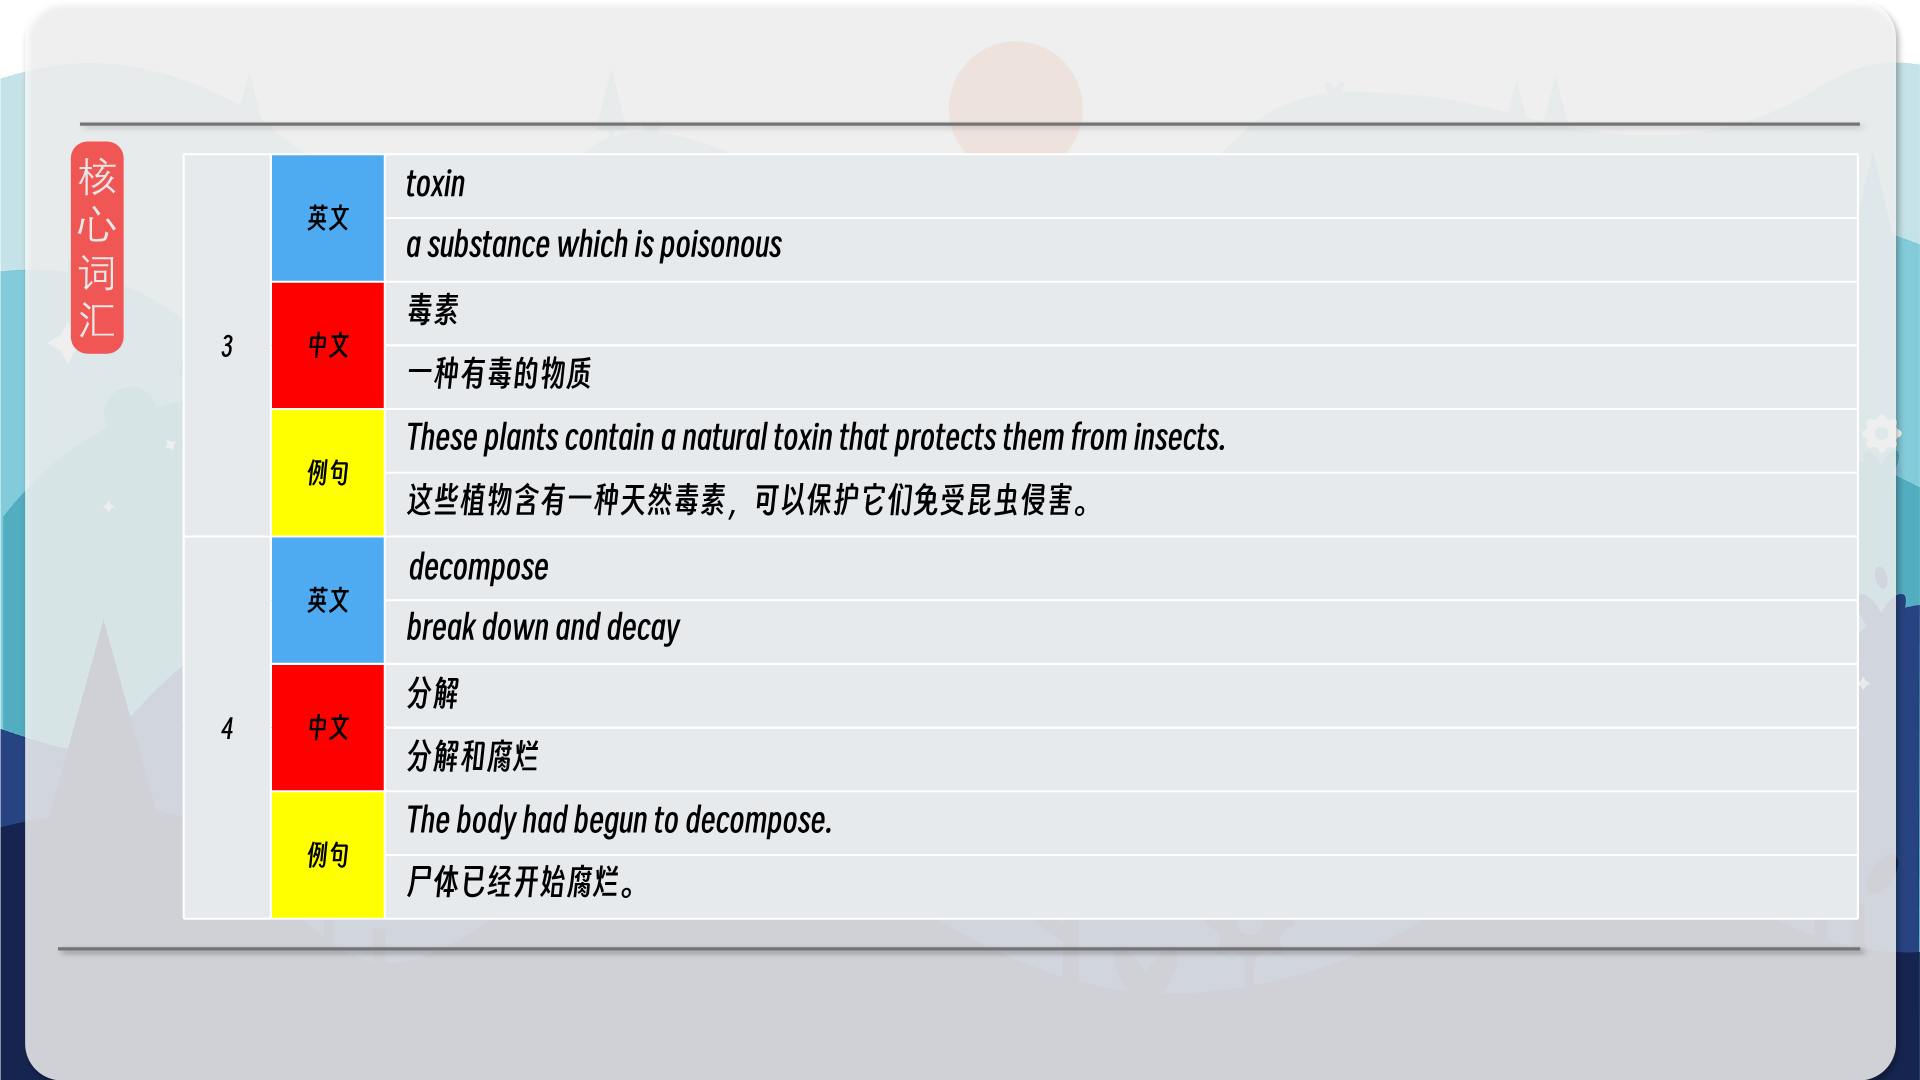 核
心
词
汇
3
英文
toxin
a substance which is poisonous
中文
毒素
一种有毒的物质
例句
These plants contain a natural toxin that protects them from insects.
这些植物含有一种天然毒素，可以保护它们免受昆虫侵害。
4
英文
decompose
break down and decay
中文
分解
分解和腐烂
例句
The body had begun to decompose.
尸体已经开始腐烂。